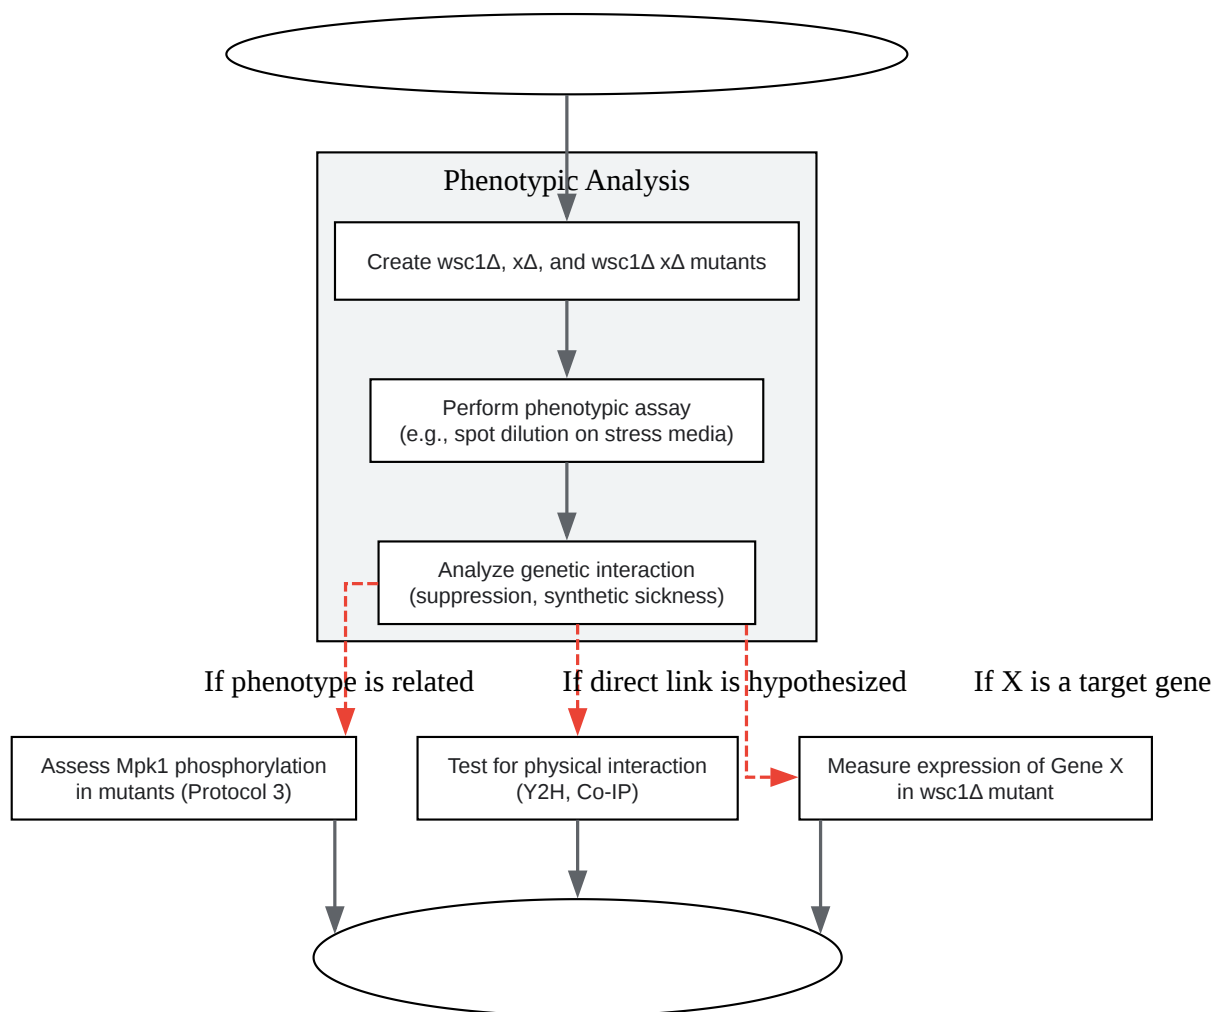 Phenotypic Analysis
Create wsc1Δ, xΔ, and wsc1Δ xΔ mutants
Perform phenotypic assay
(e.g., spot dilution on stress media)
Analyze genetic interaction
(suppression, synthetic sickness)
If phenotype is related
If direct link is hypothesized
If X is a target gene
Assess Mpk1 phosphorylation
in mutants (Protocol 3)
Test for physical interaction
(Y2H, Co-IP)
Measure expression of Gene X
in wsc1Δ mutant